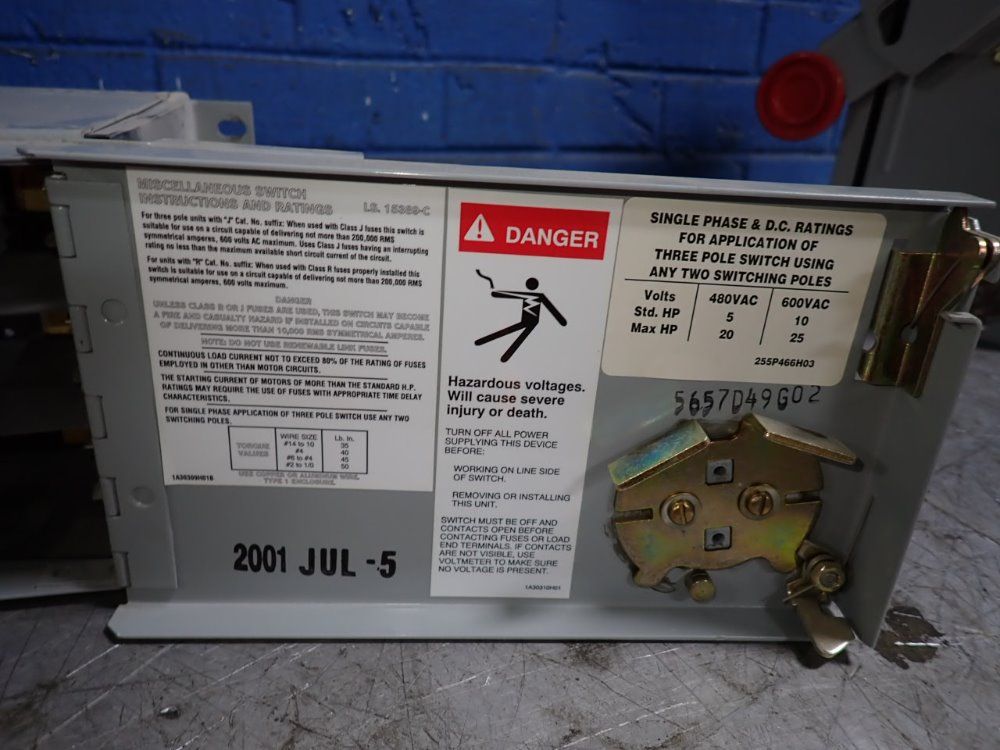 MISCELLANEOUS SWITCH
INSTRUCTIONS AND RATINGS LS. 15369-C
For three pole units with "J" Cat. No. suffix: When used with Class J fuses this switch is
suitable for use on a circuit capable of delivering not more than 200,000 RMS
symmetrical amperes, 600 volts AC maximum. Uses Class J fuses having an interrupting
rating no less than the maximum available short circuit current of the circuit.
For units with "R" Cat. No. suffix: When used with Class R fuses properly installed this
switch is suitable for use on a circuit capable of delivering not more than 200,000 RMS
symmetrical amperes, 600 volts maximum.
DANGER
UNLESS CLASS R OR J FUSES ARE USED, THIS SWITCH MAY BECOME
A FIRE AND CASUALTY HAZARD IF INSTALLED ON CIRCUITS CAPABLE
OF DELIVERING MORE THAN 10,000 RMS SYMMETRICAL AMPERES.
NOTE: DO NOT USE RENEWABLE LINK FUSES.
CONTINUOUS LOAD CURRENT NOT TO EXCEED 80% OF THE RATING OF FUSES
EMPLOYED IN OTHER THAN MOTOR CIRCUITS.
THE STARTING CURRENT OF MOTORS OF MORE THAN THE STANDARD H.P.
RATINGS MAY REQUIRE THE USE OF FUSES WITH APPROPRIATE TIME DELAY
CHARACTERISTICS.
FOR SINGLE PHASE APPLICATION OF THREE POLE SWITCH USE ANY TWO
SWITCHING POLES.
TORQUE VALUES
WIRE SIZE Lb. In.
#14 to 10 35
#4 40
#6 to #4 45
#2 to 1/0 50
USE COPPER OR ALUMINUM WIRE.
TYPE 1 ENCLOSURE.
1A30309H61B
2001 JUL -5
DANGER
Hazardous voltages.
Will cause severe
injury or death.
TURN OFF ALL POWER
SUPPLYING THIS DEVICE
BEFORE:
WORKING ON LINE SIDE
OF SWITCH.
REMOVING OR INSTALLING
THIS UNIT.
SWITCH MUST BE OFF AND
CONTACTS OPEN BEFORE
CONTACTING FUSES OR LOAD
END TERMINALS. IF CONTACTS
ARE NOT VISIBLE, USE
VOLTMETER TO MAKE SURE
NO VOLTAGE IS PRESENT.
1A30310H01
SINGLE PHASE & D.C. RATINGS
FOR APPLICATION OF
THREE POLE SWITCH USING
ANY TWO SWITCHING POLES
Volts 480VAC 600VAC
Std. HP 5 10
Max HP 20 25
255P466H03
5657D49G02